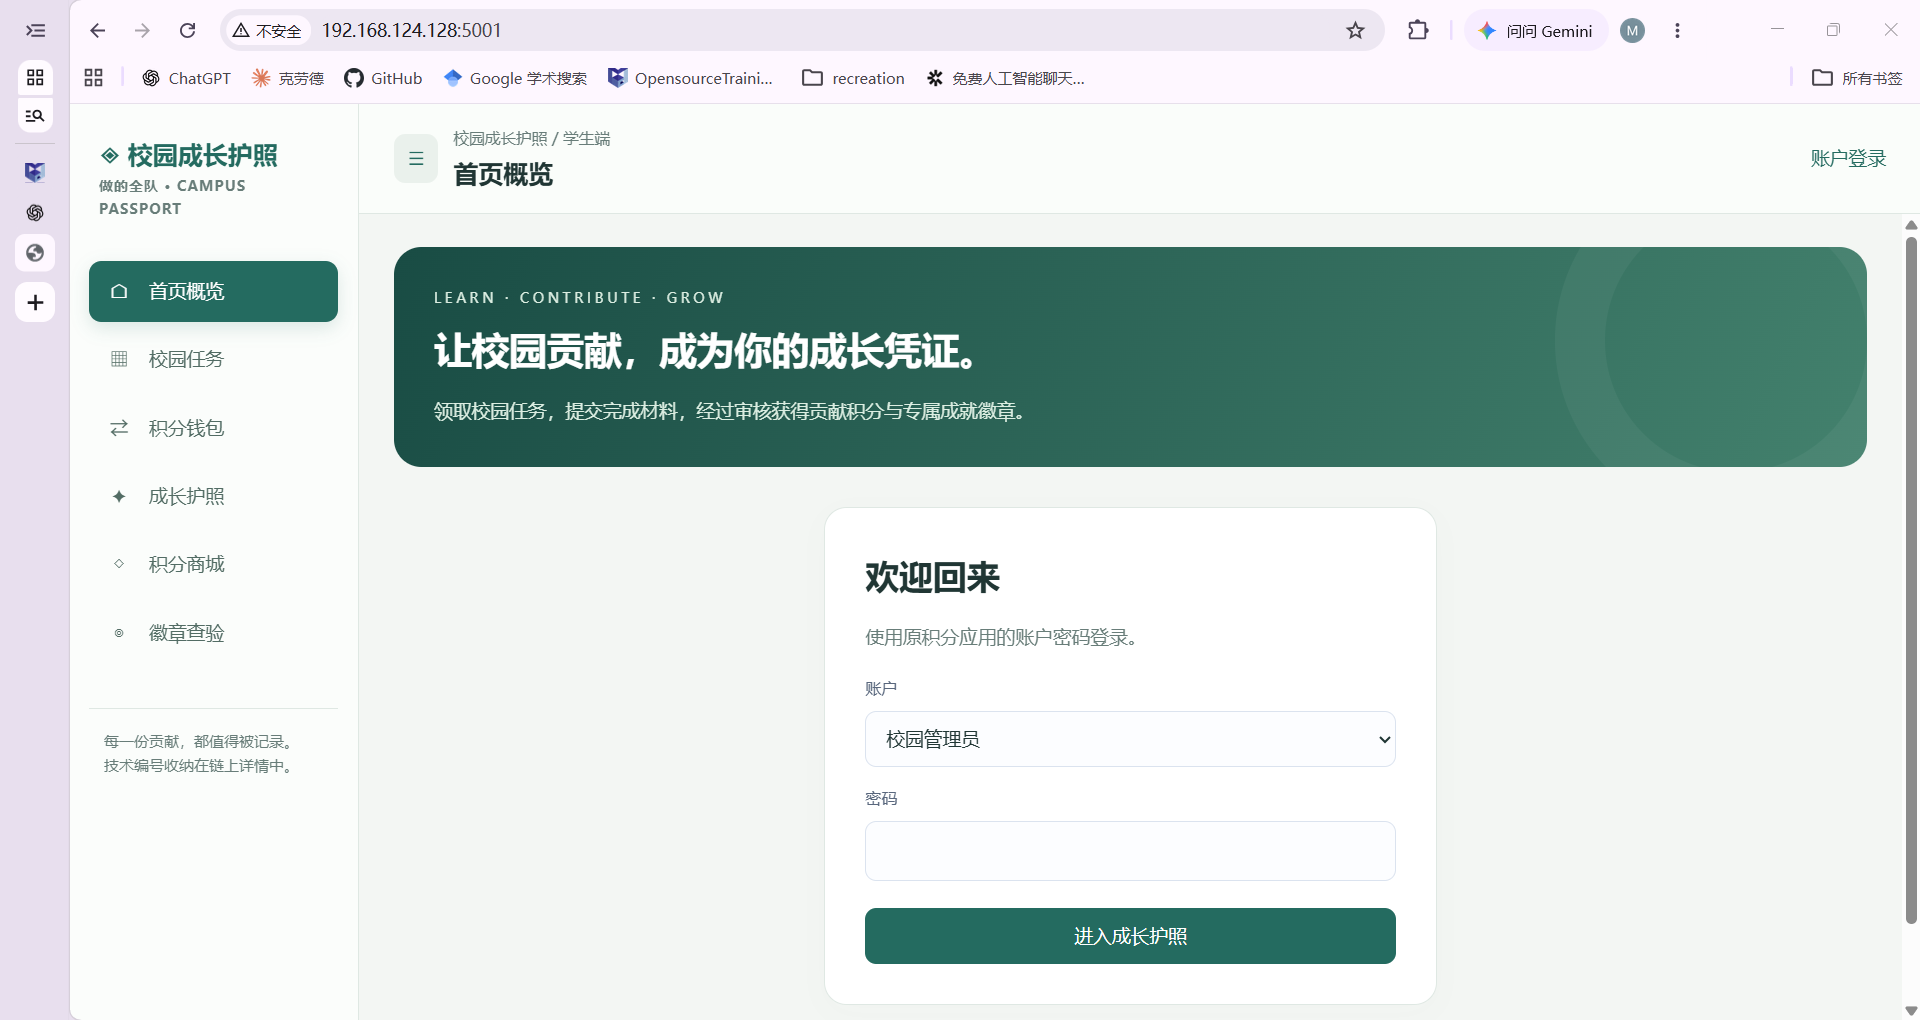 不安全
192.168.124.128:5001
问问 Gemini
M
ChatGPT
克劳德
GitHub
Google 学术搜索
OpensourceTraini...
recreation
免费人工智能聊天...
所有书签
校园成长护照
做的全队 • CAMPUS
PASSPORT
首页概览
校园任务
积分钱包
成长护照
积分商城
徽章查验
每一份贡献，都值得被记录。
技术编号收纳在链上详情中。
校园成长护照 / 学生端
首页概览
账户登录
LEARN · CONTRIBUTE · GROW
让校园贡献，成为你的成长凭证。
领取校园任务，提交完成材料，经过审核获得贡献积分与专属成就徽章。
欢迎回来
使用原积分应用的账户密码登录。
账户
校园管理员
密码
进入成长护照